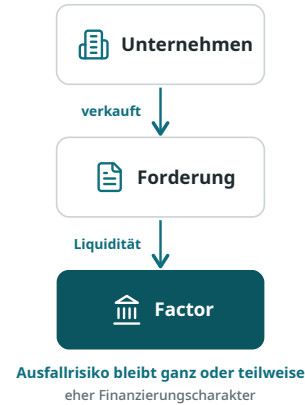 Unternehmen
verkauft
Forderung
Liquidität
Factor
Ausfallrisiko bleibt ganz oder teilweise
eher Finanzierungscharakter